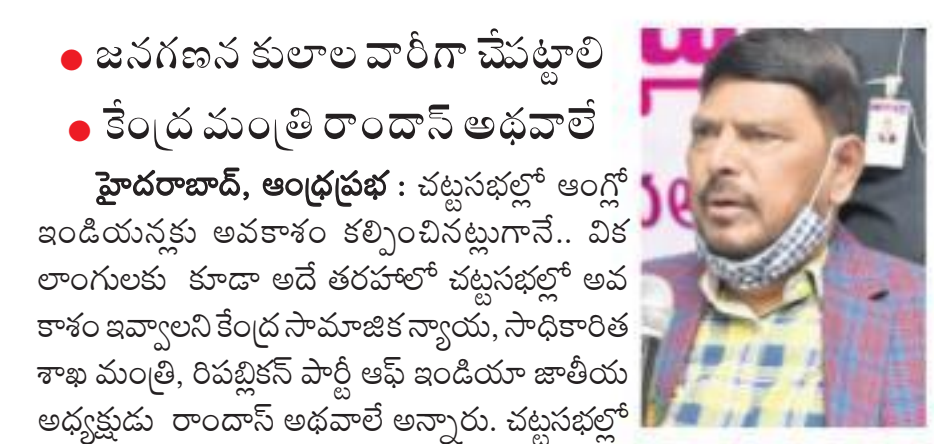 • జనగణన కులాల వారీగా చేపట్టాలి
• కేంద్ర మంత్రి రాందాస్ అథవాలే
హైదరాబాద్, ఆంధ్రప్రభ : చట్టసభల్లో ఆంగ్లో
ఇండియన్లకు అవకాశం కల్పించినట్లుగానే.. విక
లాంగులకు కూడా అదే తరహాలో చట్టసభల్లో అవ
కాశం ఇవ్వాలని కేంద్ర సామాజిక న్యాయ, సాధికారిత
శాఖ మంత్రి, రిపబ్లికన్ పార్టీ ఆఫ్ ఇండియా జాతీయ
అధ్యక్షుడు రాందాస్ అథవాలే అన్నారు. చట్టసభల్లో